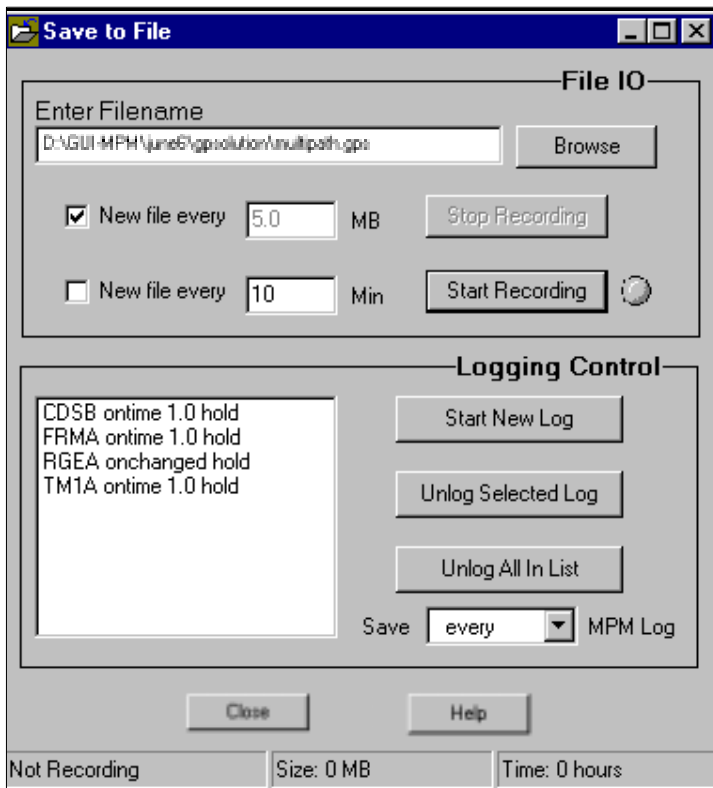 Save to File
File IO
Enter Filename
D:\GUI-MPM\june6\gpsolution\multipath.gps
Browse
New file every 5.0 MB Stop Recording
New file every 10 Min Start Recording
Logging Control
CDSB ontime 1.0 hold
FRMA ontime 1.0 hold
RGEA onchanged hold
TM1A ontime 1.0 hold
Start New Log
Unlog Selected Log
Unlog All In List
Save every MPM Log
Close Help
Not Recording Size: 0 MB Time: 0 hours